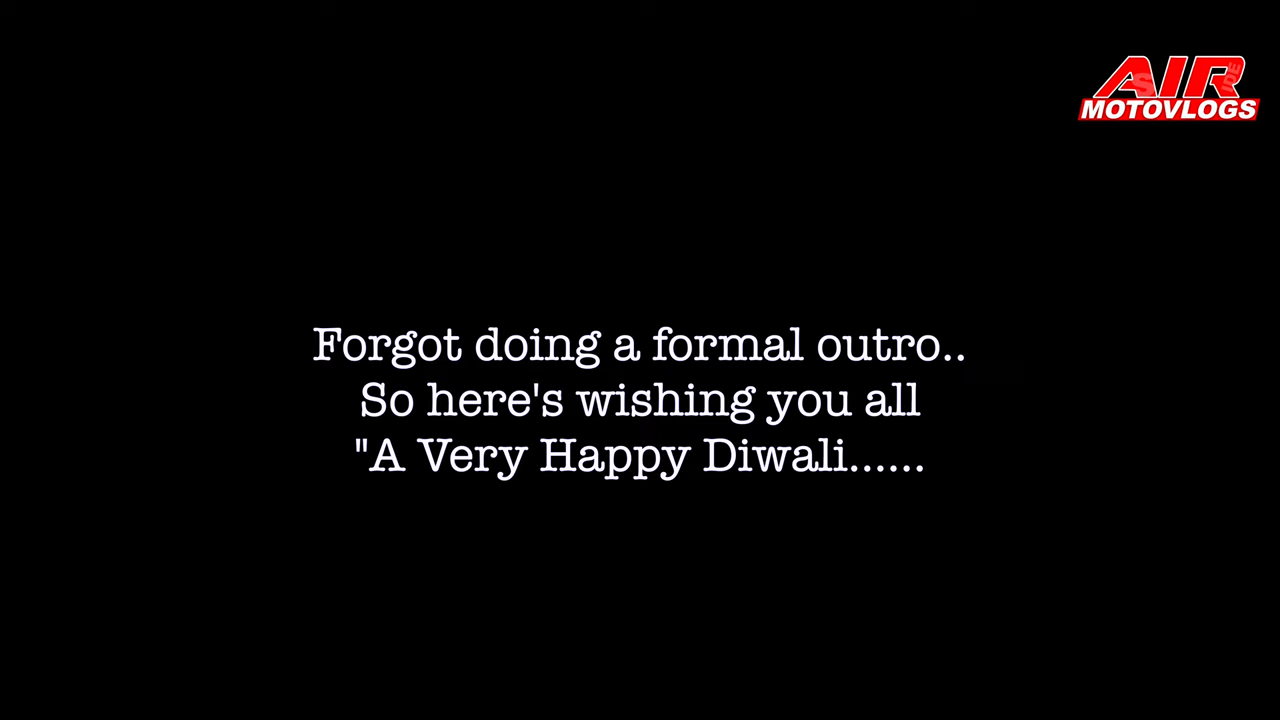 AIR
MOTOVLOGS
Forgot doing a formal outro..
So here's wishing you all
"A Very Happy Diwali......